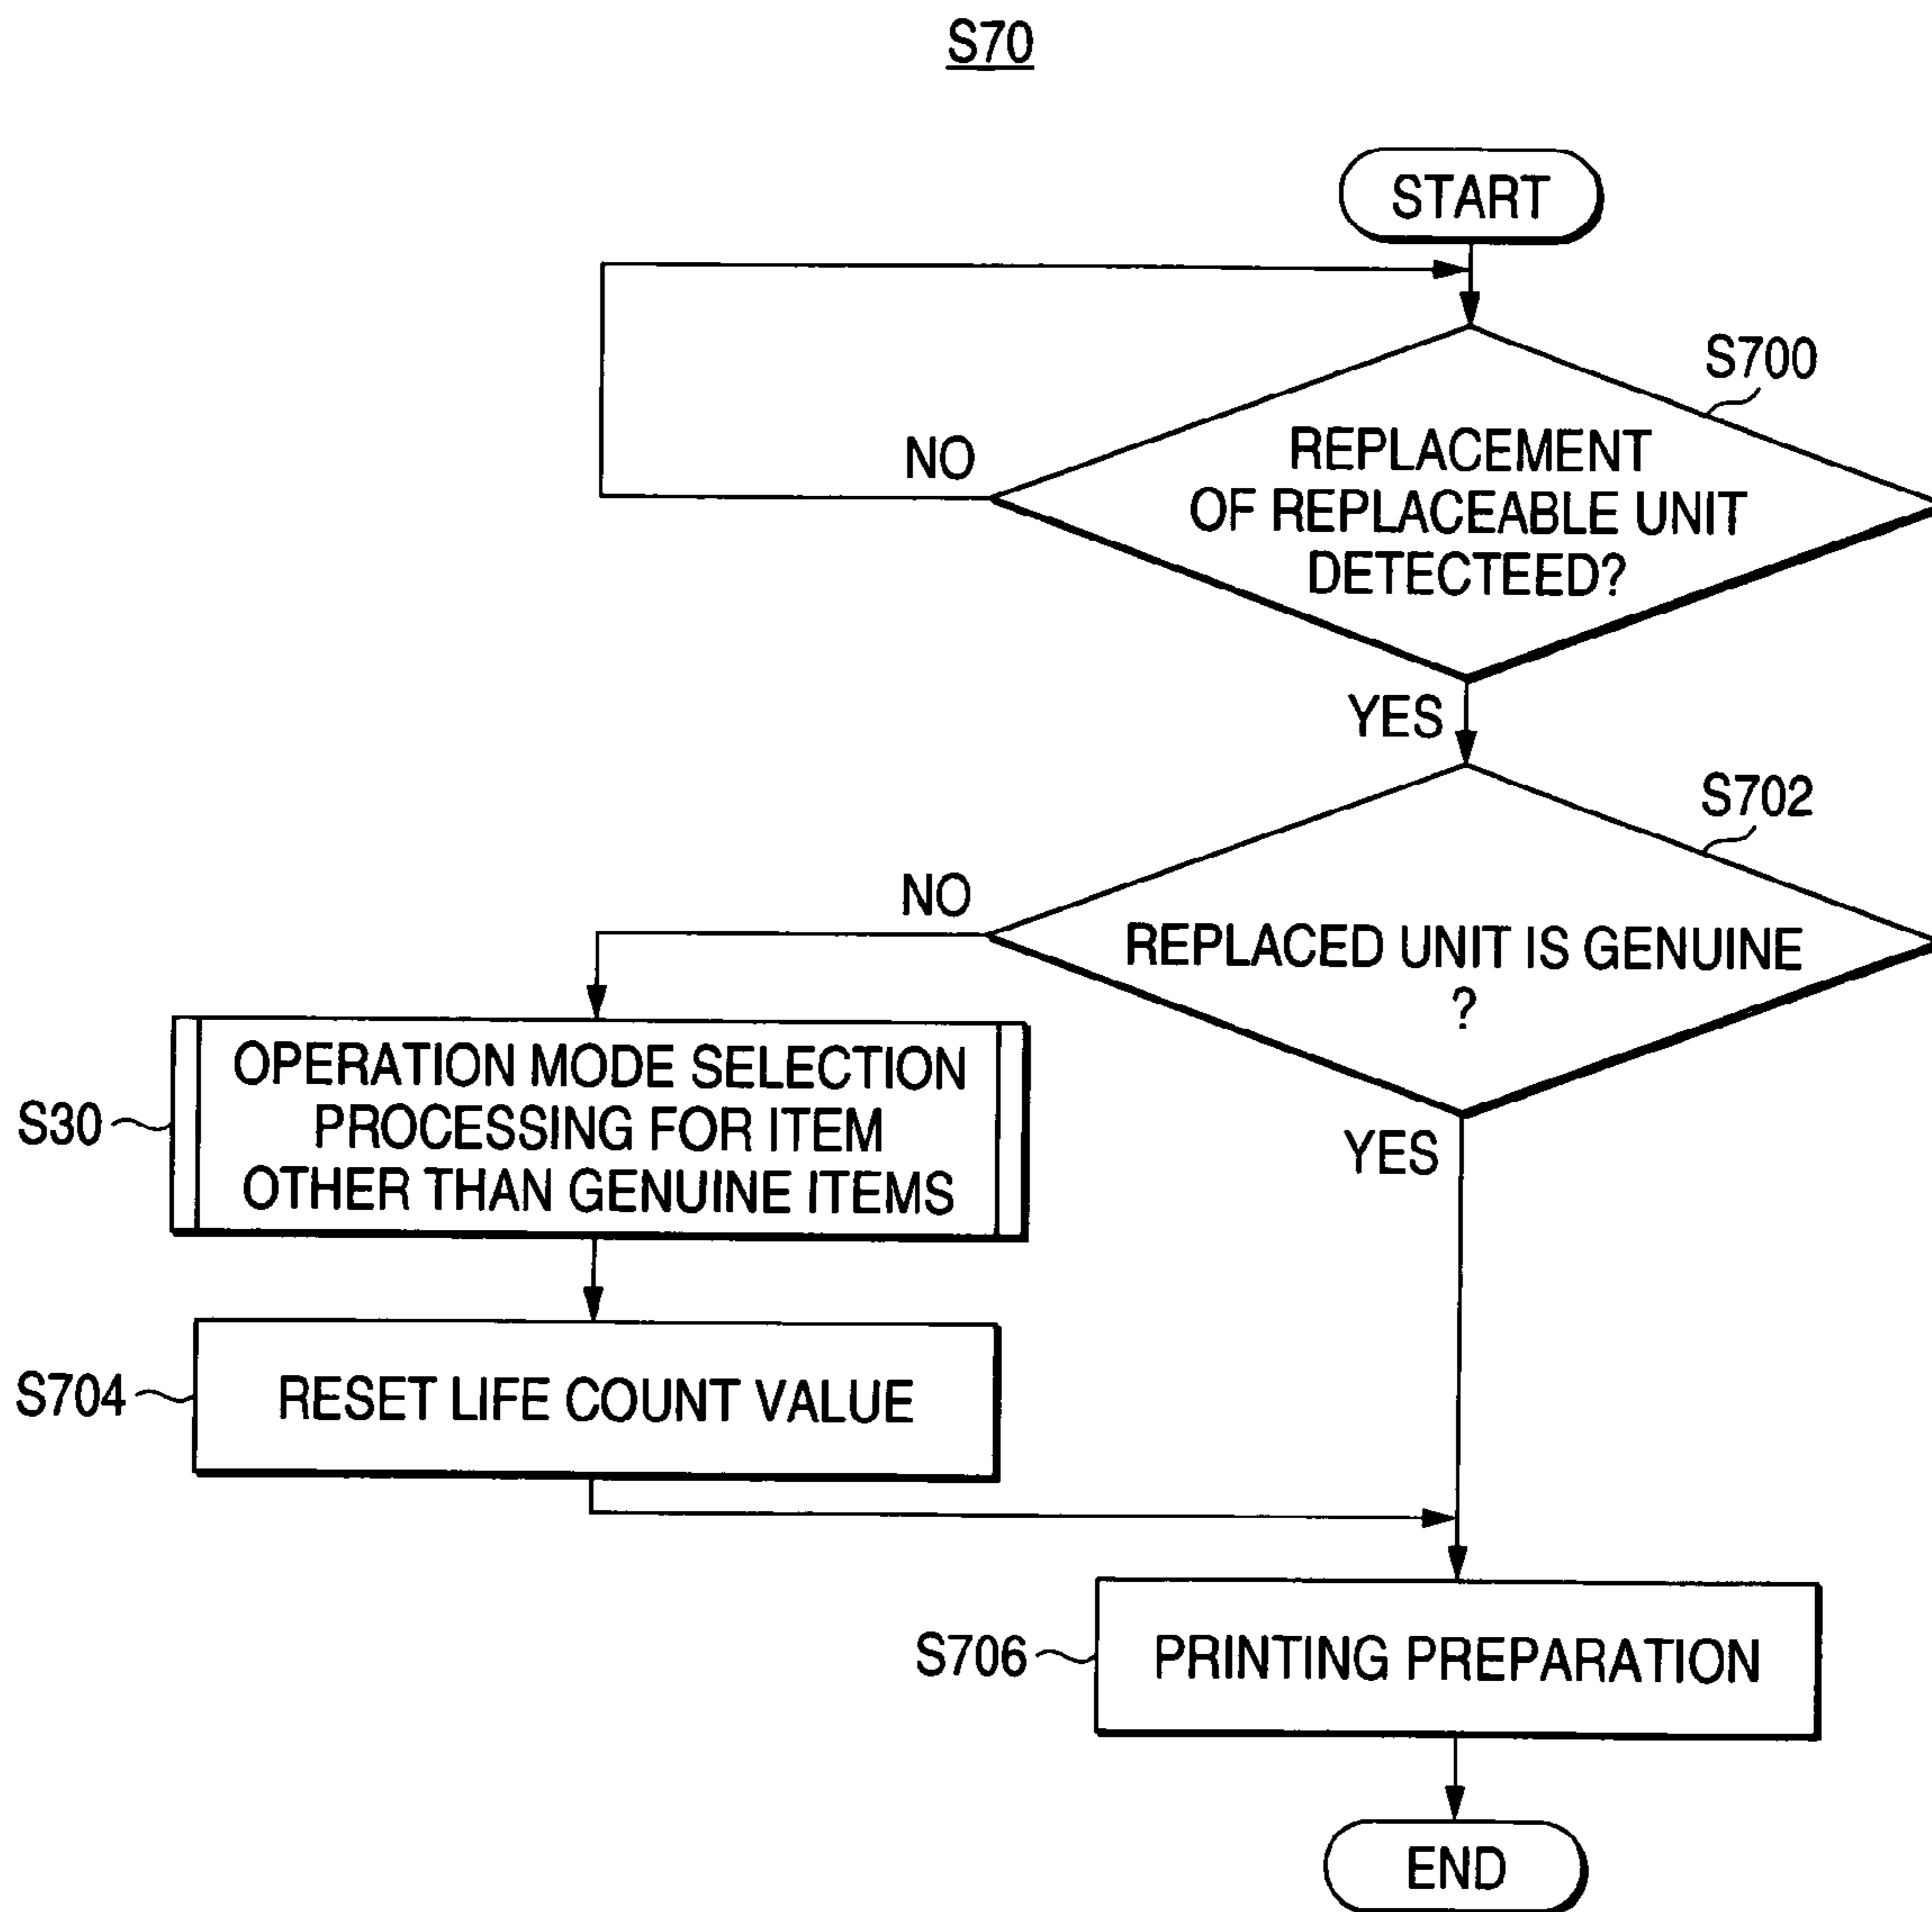 S70
START
S700
REPLACEMENT
OF REPLACEABLE UNIT
DETECTEED?
NO
YES
S702
REPLACED UNIT IS GENUINE
?
NO
YES
S30
OPERATION MODE SELECTION
PROCESSING FOR ITEM
OTHER THAN GENUINE ITEMS
S704
RESET LIFE COUNT VALUE
S706
PRINTING PREPARATION
END